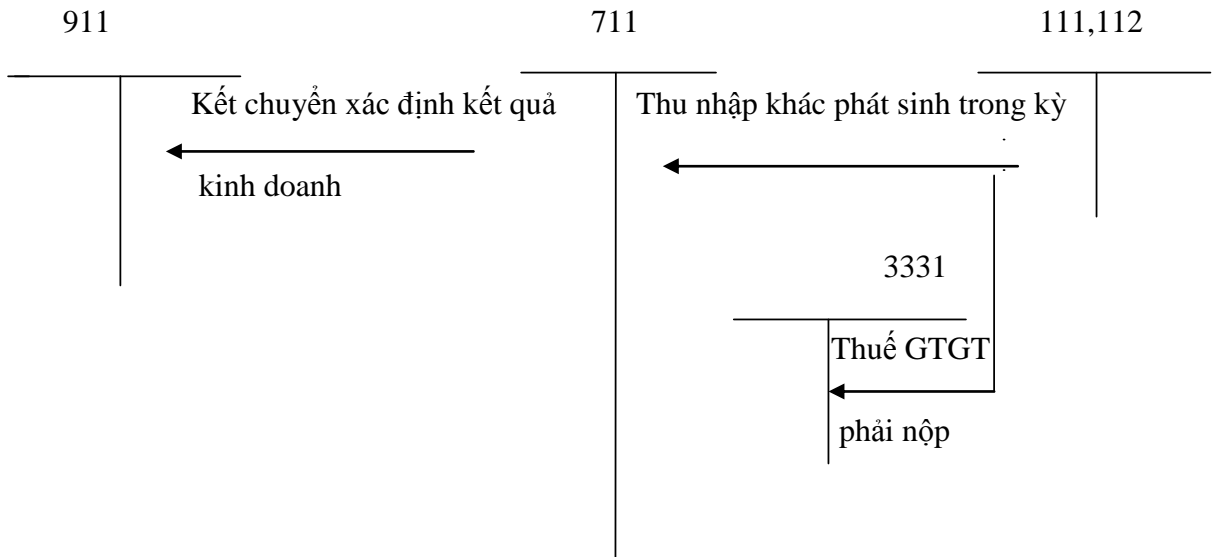 911 711 111,112
Kết chuyển xác định kết quả Thu nhập khác phát sinh trong kỳ
kinh doanh
3331
Thuế GTGT
phải nộp